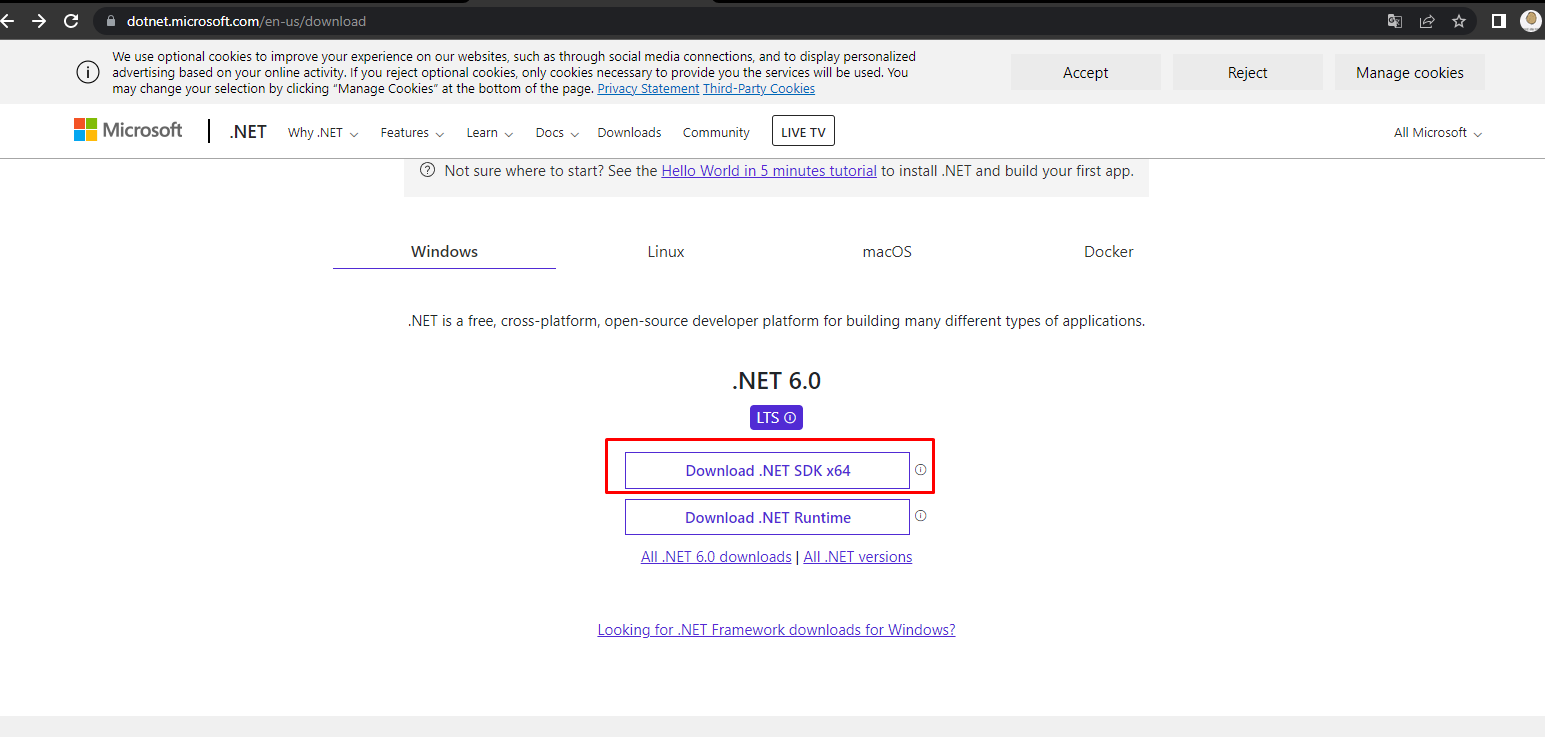 dotnet.microsoft.com/en-us/download
We use optional cookies to improve your experience on our websites, such as through social media connections, and to display personalized
advertising based on your online activity. If you reject optional cookies, only cookies necessary to provide you the services will be used. You
may change your selection by clicking “Manage Cookies” at the bottom of the page. Privacy Statement Third-Party Cookies
Accept Reject Manage cookies
Microsoft .NET Why .NET Features Learn Docs Downloads Community LIVE TV All Microsoft
Not sure where to start? See the Hello World in 5 minutes tutorial to install .NET and build your first app.
Windows Linux macOS Docker
.NET is a free, cross-platform, open-source developer platform for building many different types of applications.
.NET 6.0
LTS
Download .NET SDK x64
Download .NET Runtime
All .NET 6.0 downloads | All .NET versions
Looking for .NET Framework downloads for Windows?